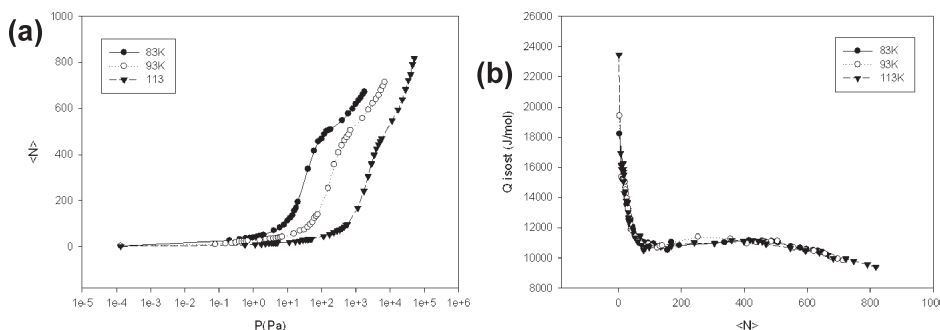 (a)
1000
800
600
400
200
0
<N>
83K
93K
113
1e-5 1e-4 1e-3 1e-2 1e-1 1e+0 1e+1 1e+2 1e+3 1e+4 1e+5 1e+6
P(Pa)
(b)
26000
24000
22000
20000
18000
16000
14000
12000
10000
8000
Q isost (J/mol)
83K
93K
113K
0 200 400 600 800
<N>